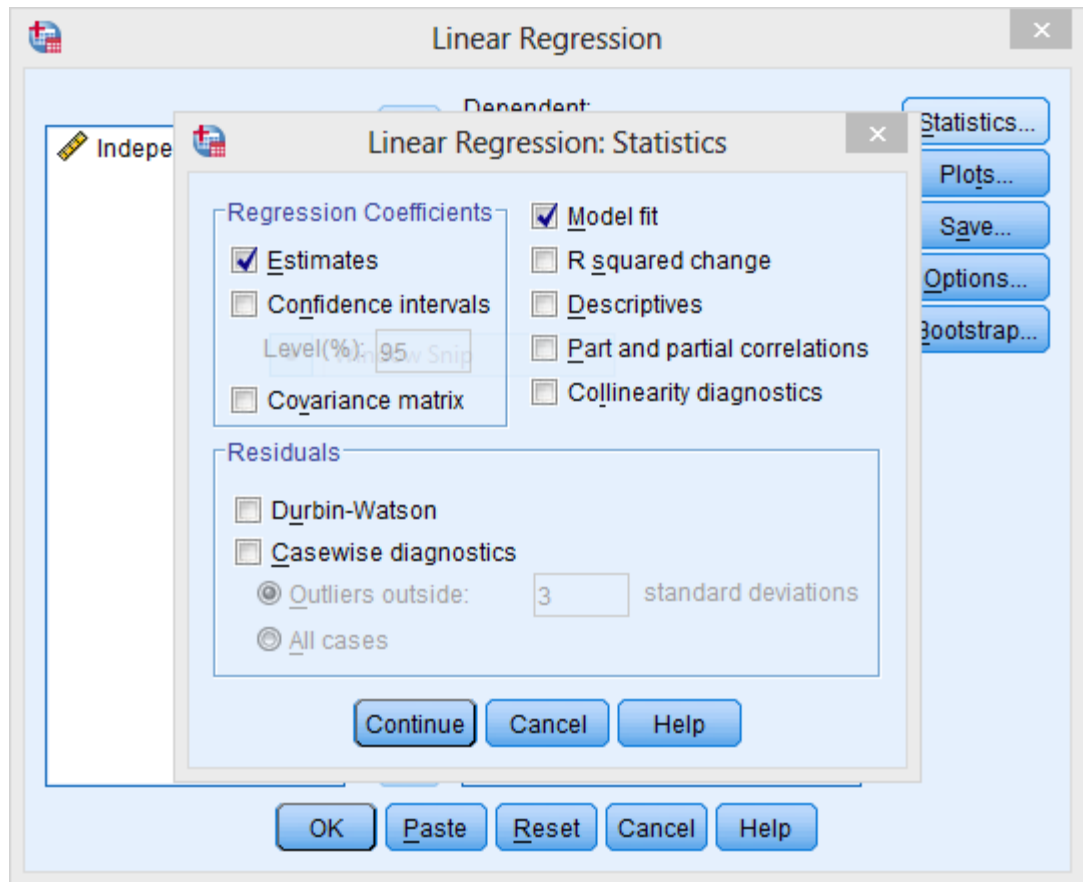 Linear Regression
Dependent:
Indepe
Statistics...
Plots...
Save...
Options...
Bootstrap...
Linear Regression: Statistics
Regression Coefficients
Estimates
Confidence intervals
Level(%): 95
Window Snip
Covariance matrix
Model fit
R squared change
Descriptives
Part and partial correlations
Collinearity diagnostics
Residuals
Durbin-Watson
Casewise diagnostics
Outliers outside: 3 standard deviations
All cases
Continue Cancel Help
OK Paste Reset Cancel Help